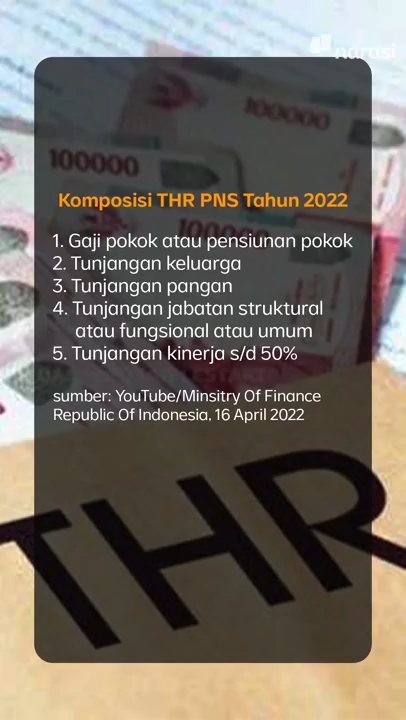 narasi
100000
100000
Komposisi THR PNS Tahun 2022
1. Gaji pokok atau pensiunan pokok
2. Tunjangan keluarga
3. Tunjangan pangan
4. Tunjangan jabatan struktural
atau fungsional atau umum
5. Tunjangan kinerja s/d 50%
sumber: YouTube/Minsitry Of Finance
Republic Of Indonesia, 16 April 2022
THR